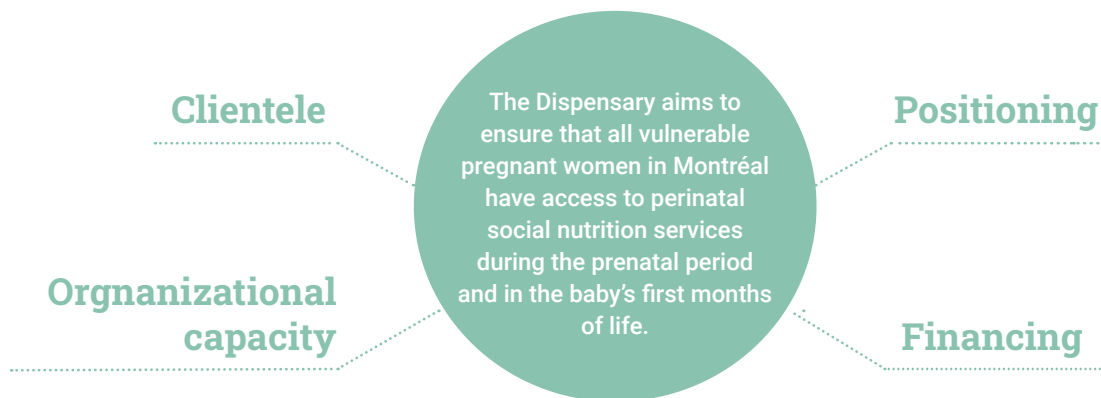 Clientele
Orgnanizational
capacity
The Dispensary aims to
ensure that all vulnerable
pregnant women in Montréal
have access to perinatal
social nutrition services
during the prenatal period
and in the baby’s first months
of life.
Positioning
Financing